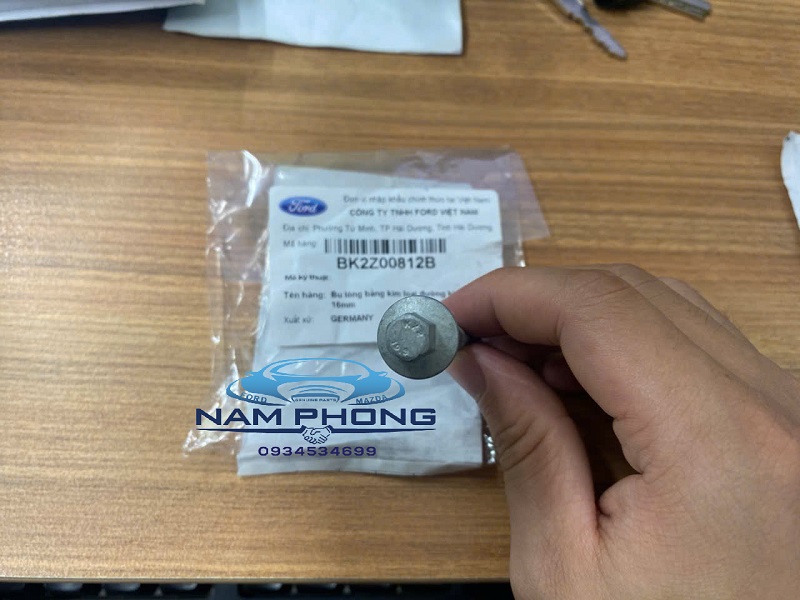 Ford
Đơn vị nhập khẩu chính thức tại Việt Nam
CÔNG TY TNHH FORD VIỆT NAM
Địa chỉ: Phường Tứ Minh, TP Hải Dương, Tỉnh Hải Dương
Mã hàng:
BK2Z00812B
Mã kỹ thuật:
Tên hàng: Bu lông bằng kim loại đường
16mm
Xuất xứ: GERMANY
FORD GENUINE PARTS MAZDA
NAM PHONG
0934534699